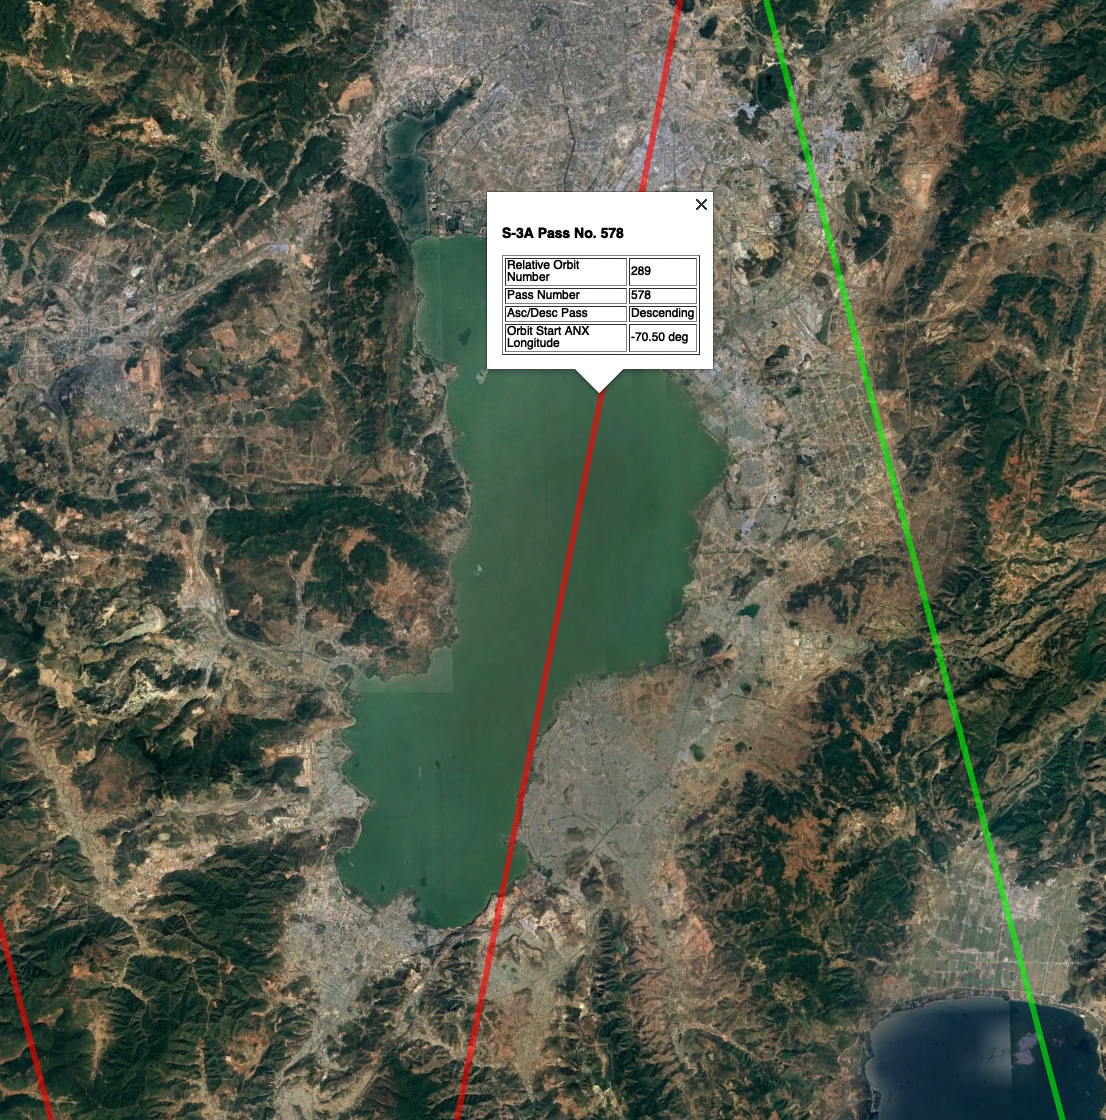 S-3A Pass No. 578
Relative Orbit
Number
289
Pass Number
578
Asc/Desc Pass
Descending
Orbit Start ANX
Longitude
-70.50 deg